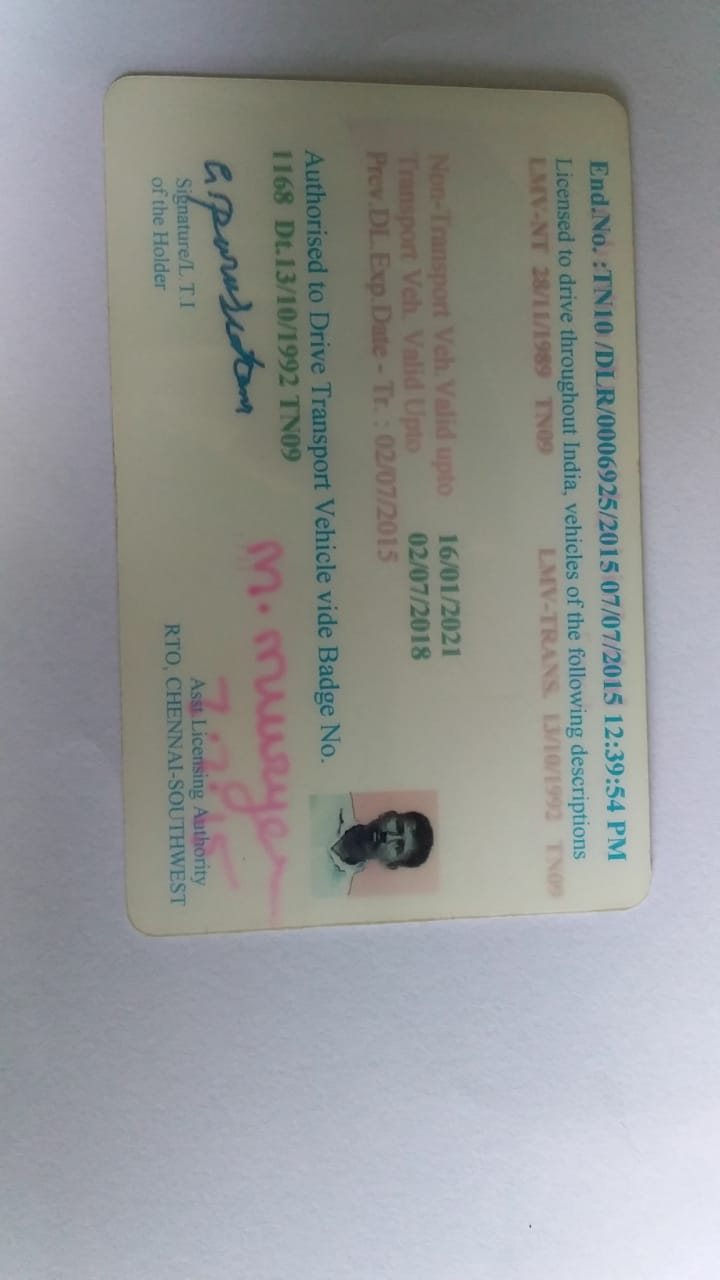 End.No. :TN10 /DLR/0006925/2015 07/07/2015 12:39:54 PM
Licensed to drive throughout India, vehicles of the following descriptions
LMV-NT 28/11/1989 TN09 LMV-TRANS. 13/10/1992 TN09
Non-Transport Veh.Valid upto 16/01/2021
Transport Veh. Valid Upto 02/07/2018
Prev.DL.Exp.Date - Tr. : 02/07/2015
Authorised to Drive Transport Vehicle vide Badge No.
1168 Dt.13/10/1992 TN09
M. Murugan
7.7.15
Signature/L.T.I
of the Holder
Asst Licensing Authority
RTO, CHENNAI-SOUTHWEST